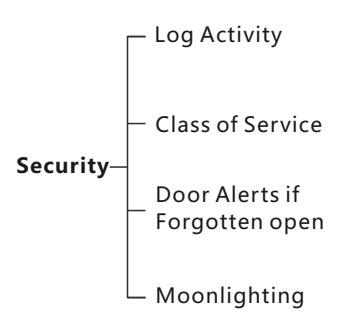 Log Activity
Class of Service
Security
Door Alerts if
Forgotten open
Moonlighting